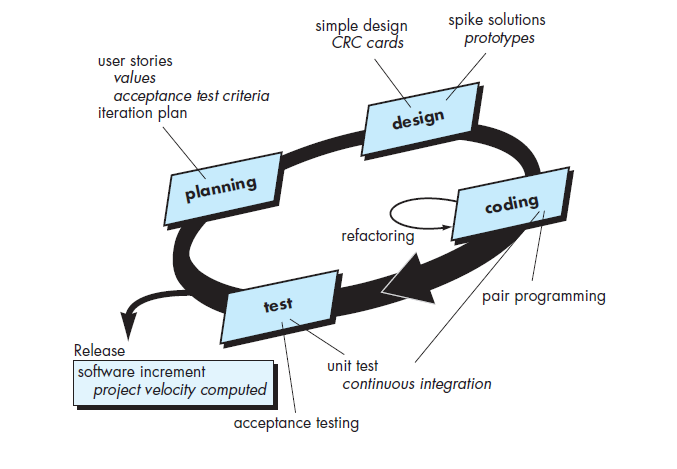 simple design
CRC cards
spike solutions
prototypes
user stories
values
acceptance test criteria
iteration plan
design
planning
coding
refactoring
test
pair programming
Release
software increment
project velocity computed
unit test
continuous integration
acceptance testing